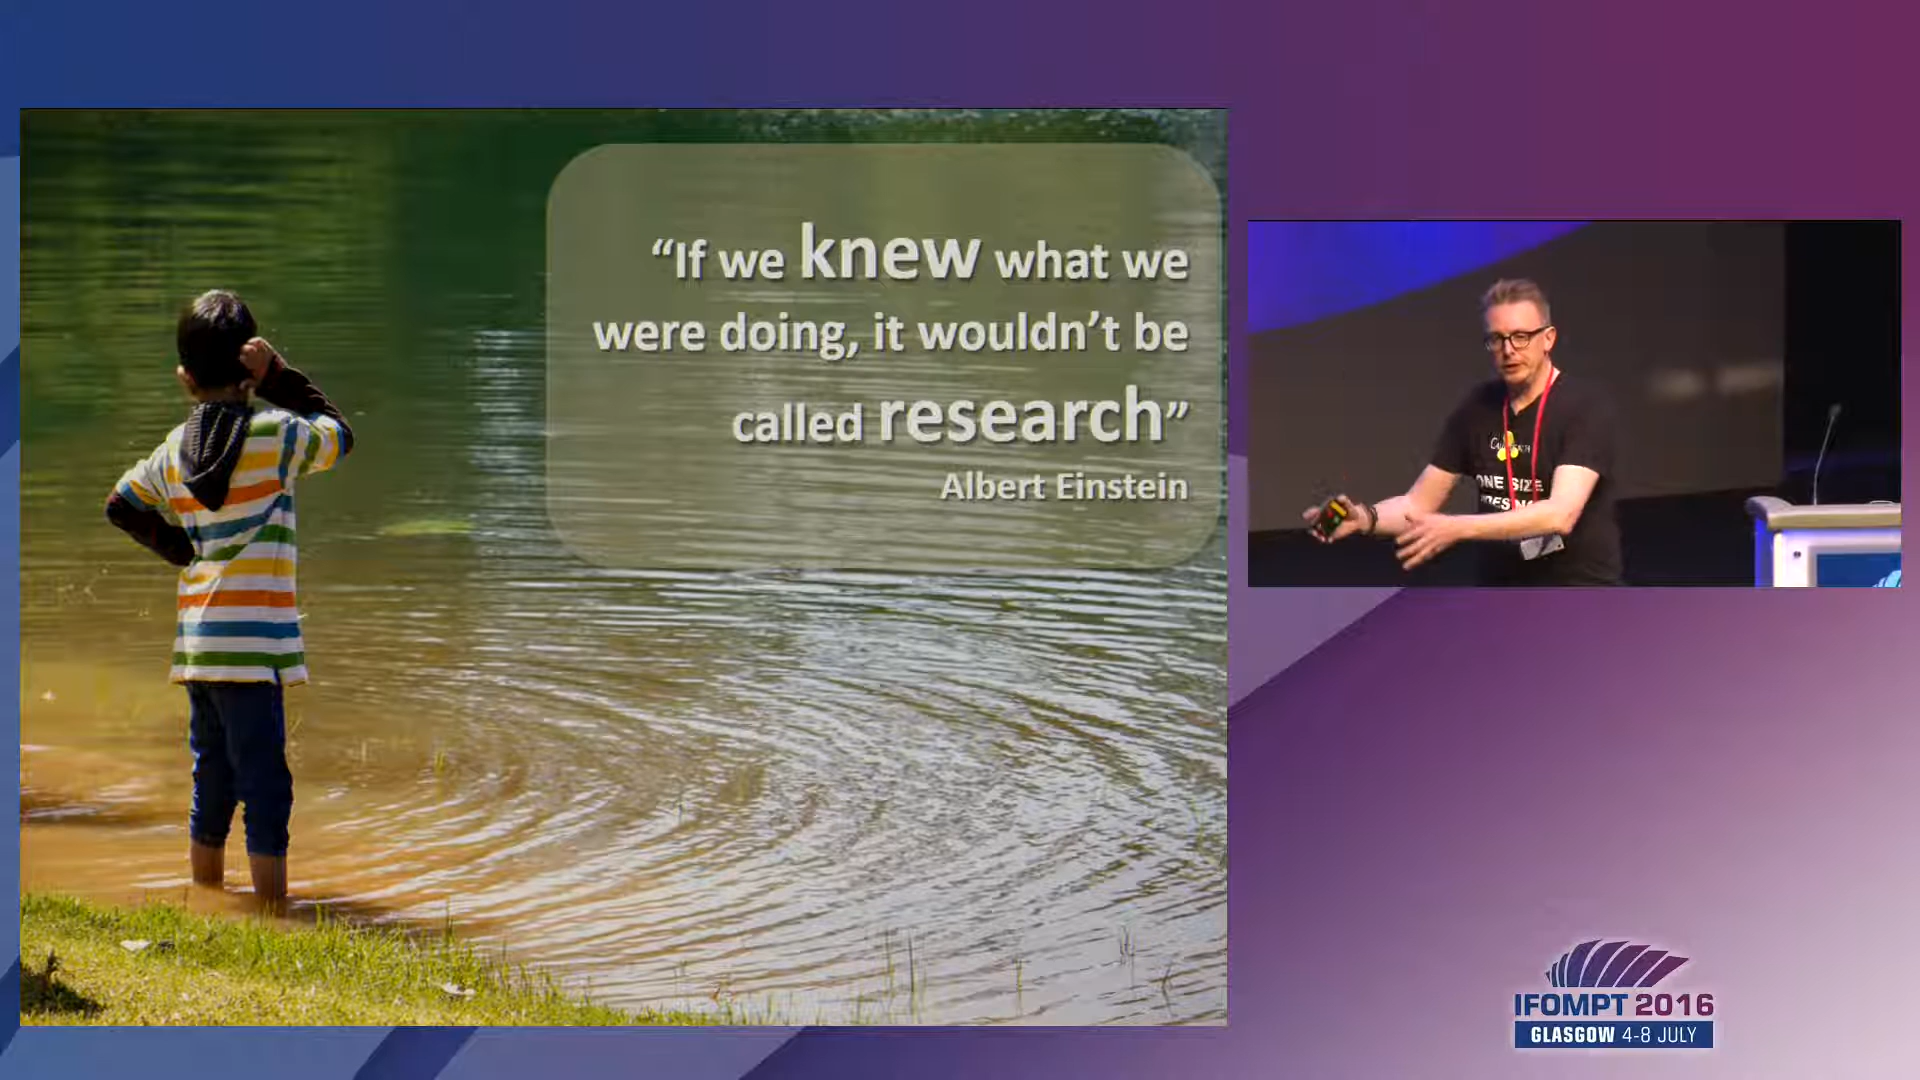 “If we knew what we
were doing, it wouldn’t be
called research”
Albert Einstein
ONE SIZE
IFOMPT 2016
GLASGOW 4-8 JULY